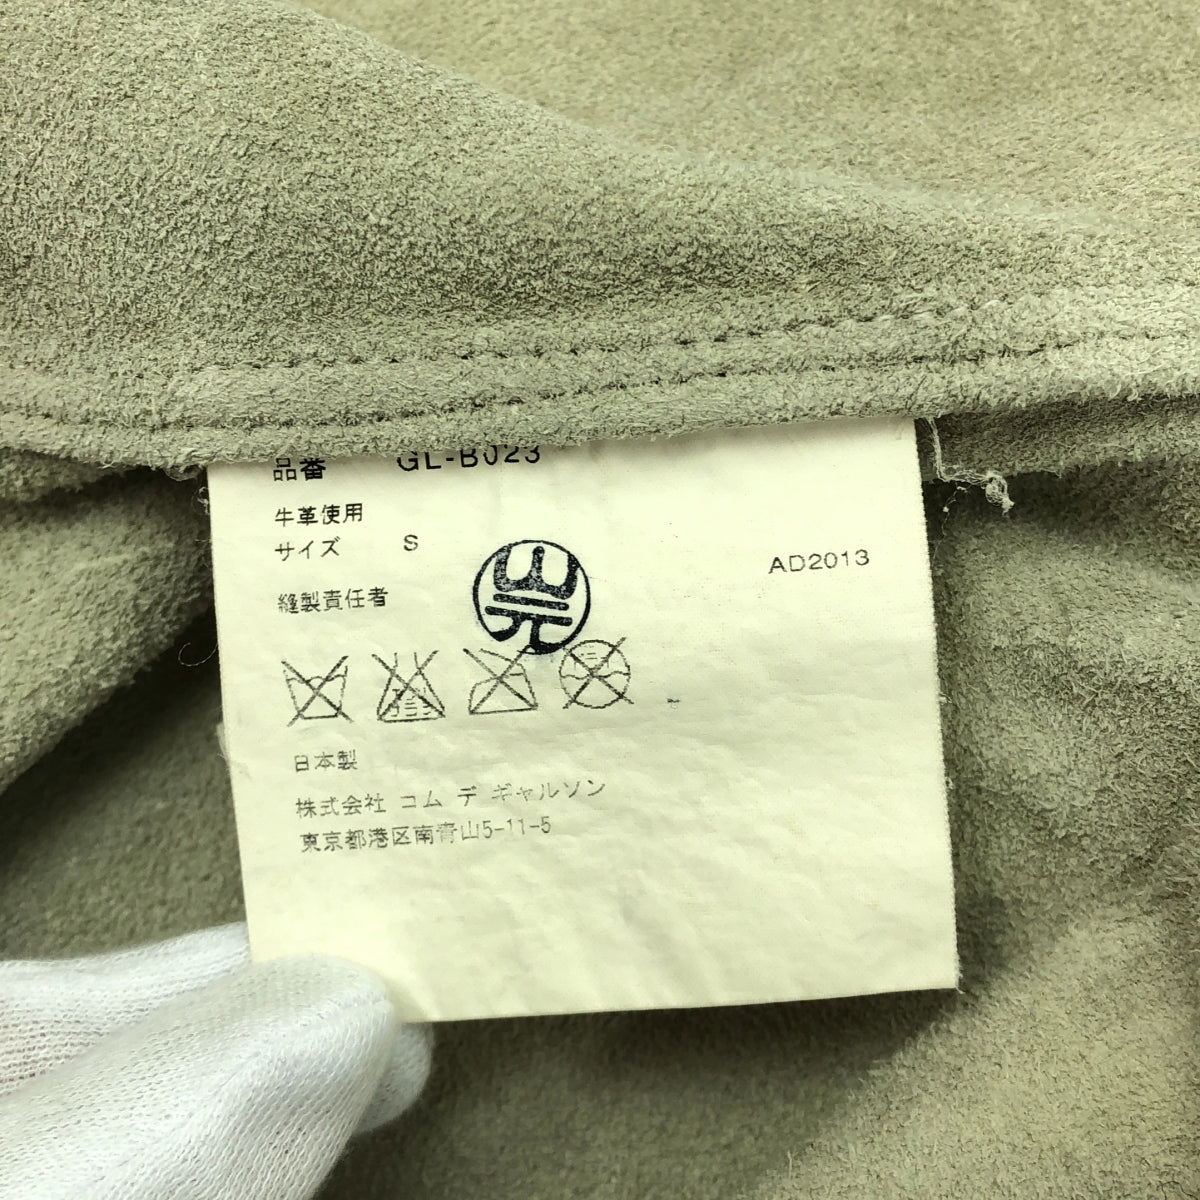 品番 GL-B023
牛革使用
サイズ S
AD2013
縫製責任者
日本製
株式会社 コム デ ギャルソン
東京都港区南青山5-11-5